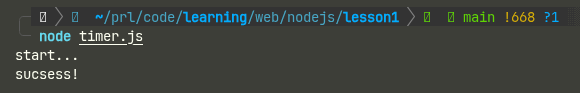 ~/prl/code/learning/web/nodejs/lesson1 main !668 ?1
node timer.js
start...
sucsess!